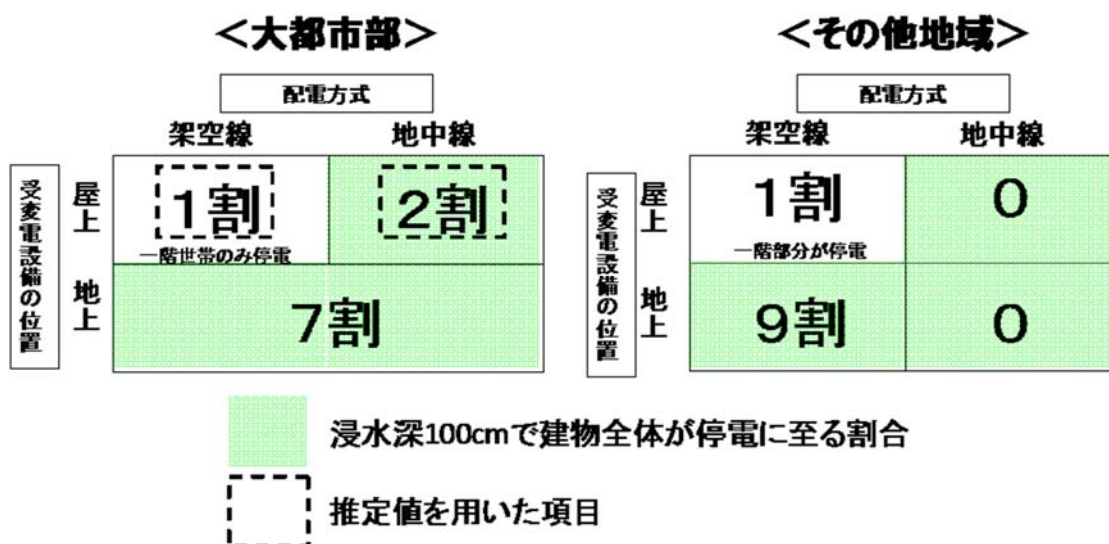 ＜大都市部＞
配電方式
架空線 地中線
受変電設備の位置
屋上
1割
2割
一階世帯のみ停電
地上
7割
＜その他地域＞
配電方式
架空線 地中線
受変電設備の位置
屋上
1割
0
一階部分が停電
地上
9割
0
浸水深100cmで建物全体が停電に至る割合
推定値を用いた項目